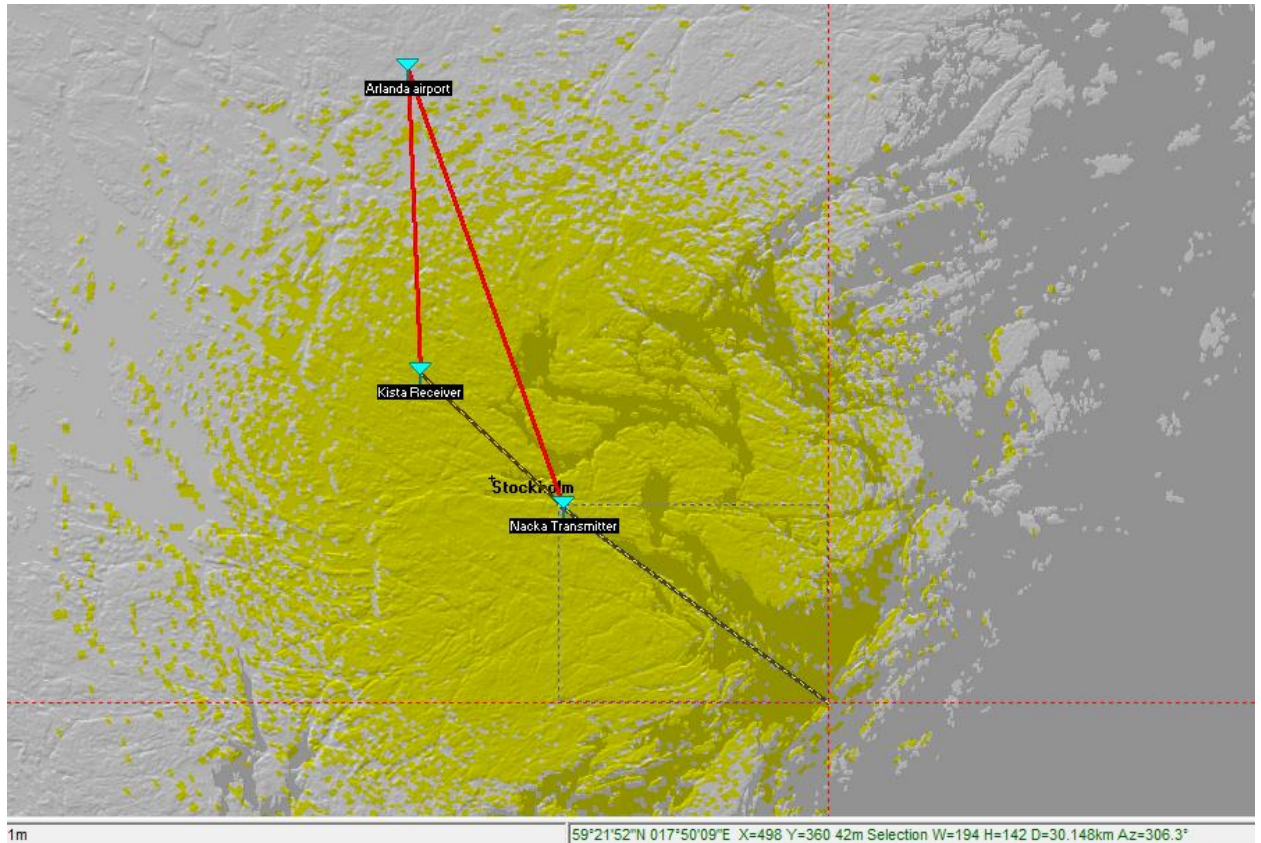 Arlanda airport
Kista Receiver
Nacka Transmitter
1m
59°21'52"N 017°50'09"E X=498 Y=360 42m Selection W=194 H=142 D=30.148km Az=306.3°